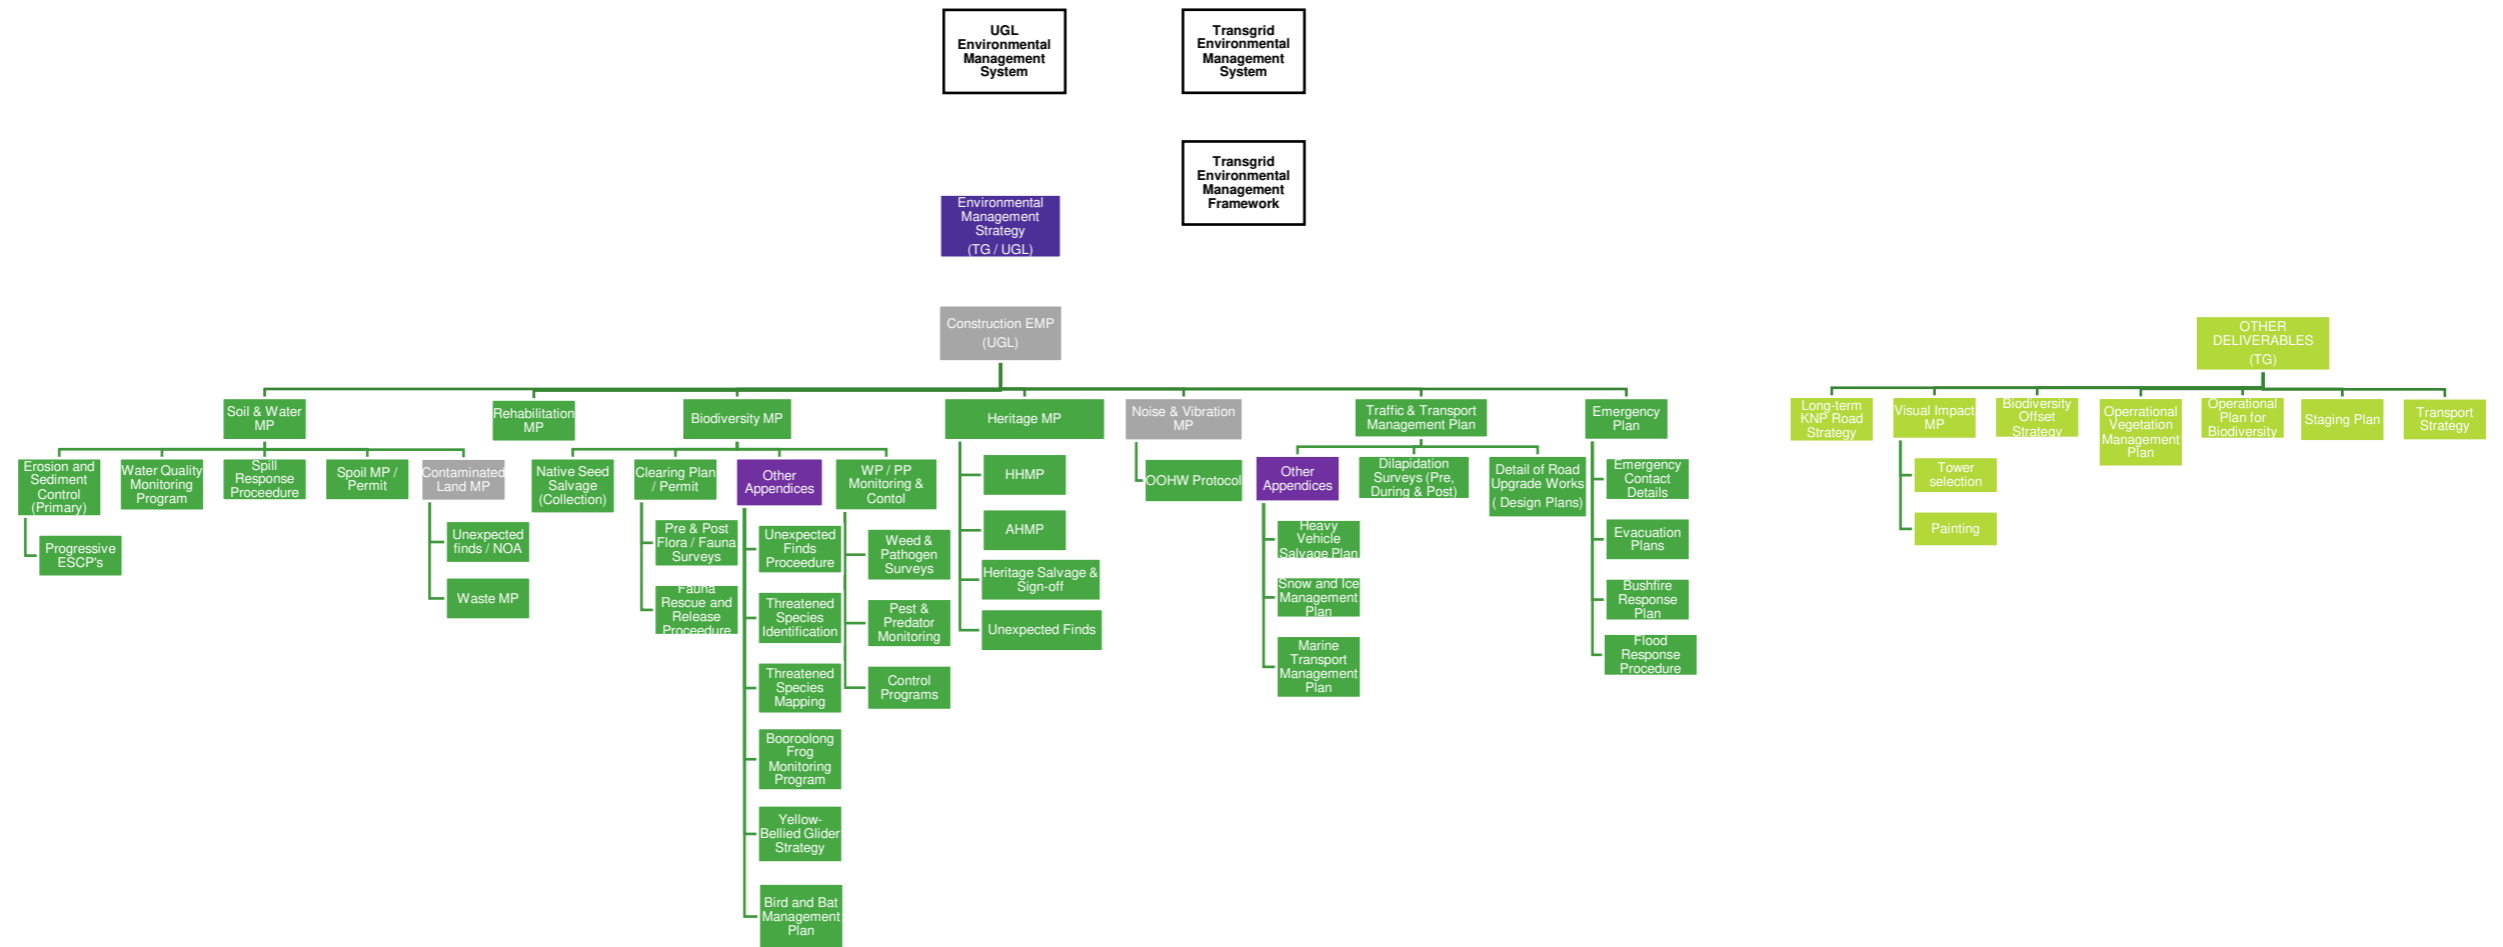 UGL
Environmental
Management
System
Transgrid
Environmental
Management
System
Transgrid
Environmental
Management
Framework
Environmental
Management
Strategy
(TG / UGL)
Construction EMP
(UGL)
OTHER
DELIVERABLES
(TG)
Soil & Water
MP
Rehabilitation
MP
Biodiversity MP
Heritage MP
Noise & Vibration
MP
Traffic & Transport
Management Plan
Emergency
Plan
Long-term
KNP Road
Strategy
Visual Impact
MP
Biodiversity
Offset
Strategy
Operrational
Vegetation
Management
Plan
Operational
Plan for
Biodiversity
Staging Plan
Transport
Strategy
Erosion and
Sediment
Control
(Primary)
Water Quality
Monitoring
Program
Spill
Response
Proceedure
Spoil MP /
Permit
Contaminated
Land MP
Native Seed
Salvage
(Collection)
Clearing Plan
/ Permit
Other
Appendices
WP / PP
Monitoring &
Contol
HHMP
OOHW Protocol
Other
Appendices
Dilapidation
Surveys (Pre,
During & Post)
Detail of Road
Upgrade Works
( Design Plans)
Emergency
Contact
Details
Tower
selection
Progressive
ESCP's
Unexpected
finds / NOA
Waste MP
Pre & Post
Flora / Fauna
Surveys
Fauna
Rescue and
Release
Proceedure
Unexpected
Finds
Proceedure
Threatened
Species
Identification
Threatened
Species
Mapping
Booroolong
Frog
Monitoring
Program
Yellow-
Bellied Glider
Strategy
Bird and Bat
Management
Plan
Weed &
Pathogen
Surveys
Pest &
Predator
Monitoring
Control
Programs
AHMP
Heritage Salvage &
Sign-off
Unexpected Finds
Heavy
Vehicle
Salvage Plan
Snow and Ice
Management
Plan
Marine
Transport
Management
Plan
Evacuation
Plans
Bushfire
Response
Plan
Flood
Response
Procedure
Painting